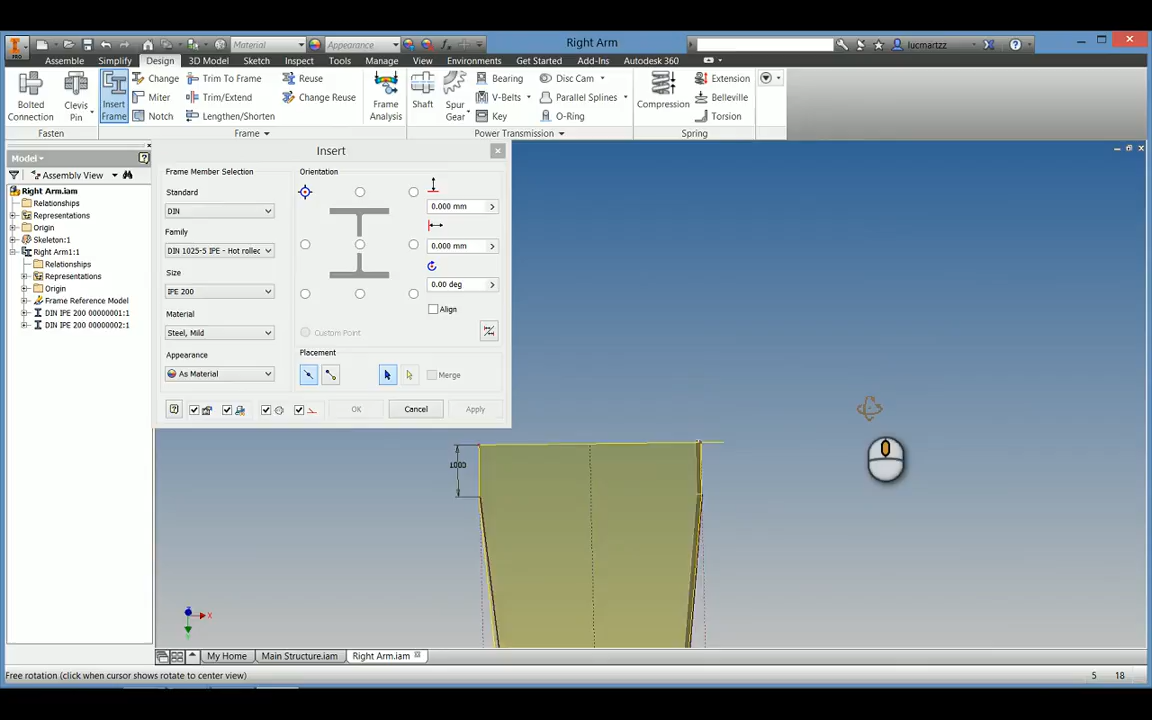 PRO
Material
Appearance
Right Arm
lucmartzz
Assemble Simplify Design 3D Model Sketch Inspect Tools Manage View Environments Get Started Add-Ins Autodesk 360
Bolted Connection
Clevis Pin
Insert Frame
Change
Miter
Notch
Trim To Frame
Trim/Extend
Lengthen/Shorten
Reuse
Change Reuse
Frame Analysis
Shaft
Spur Gear
Bearing
V-Belts
Key
Disc Cam
Parallel Splines
O-Ring
Compression
Extension
Belleville
Torsion
Fasten
Frame
Power Transmission
Spring
Model
Assembly View
Right Arm.iam
Relationships
Representations
Origin
Skeleton:1
Right Arm1:1
Relationships
Representations
Origin
Frame Reference Model
DIN IPE 200 00000001:1
DIN IPE 200 00000002:1
Insert
Frame Member Selection
Standard
DIN
Family
DIN 1025-5 IPE - Hot rollec
Size
IPE 200
Material
Steel, Mild
Appearance
As Material
Orientation
0.000 mm
0.000 mm
0.00 deg
Align
Custom Point
Placement
Merge
OK Cancel Apply
1000
X
Y
My Home Main Structure.iam Right Arm.iam
Free rotation (click when cursor shows rotate to center view) 5 18